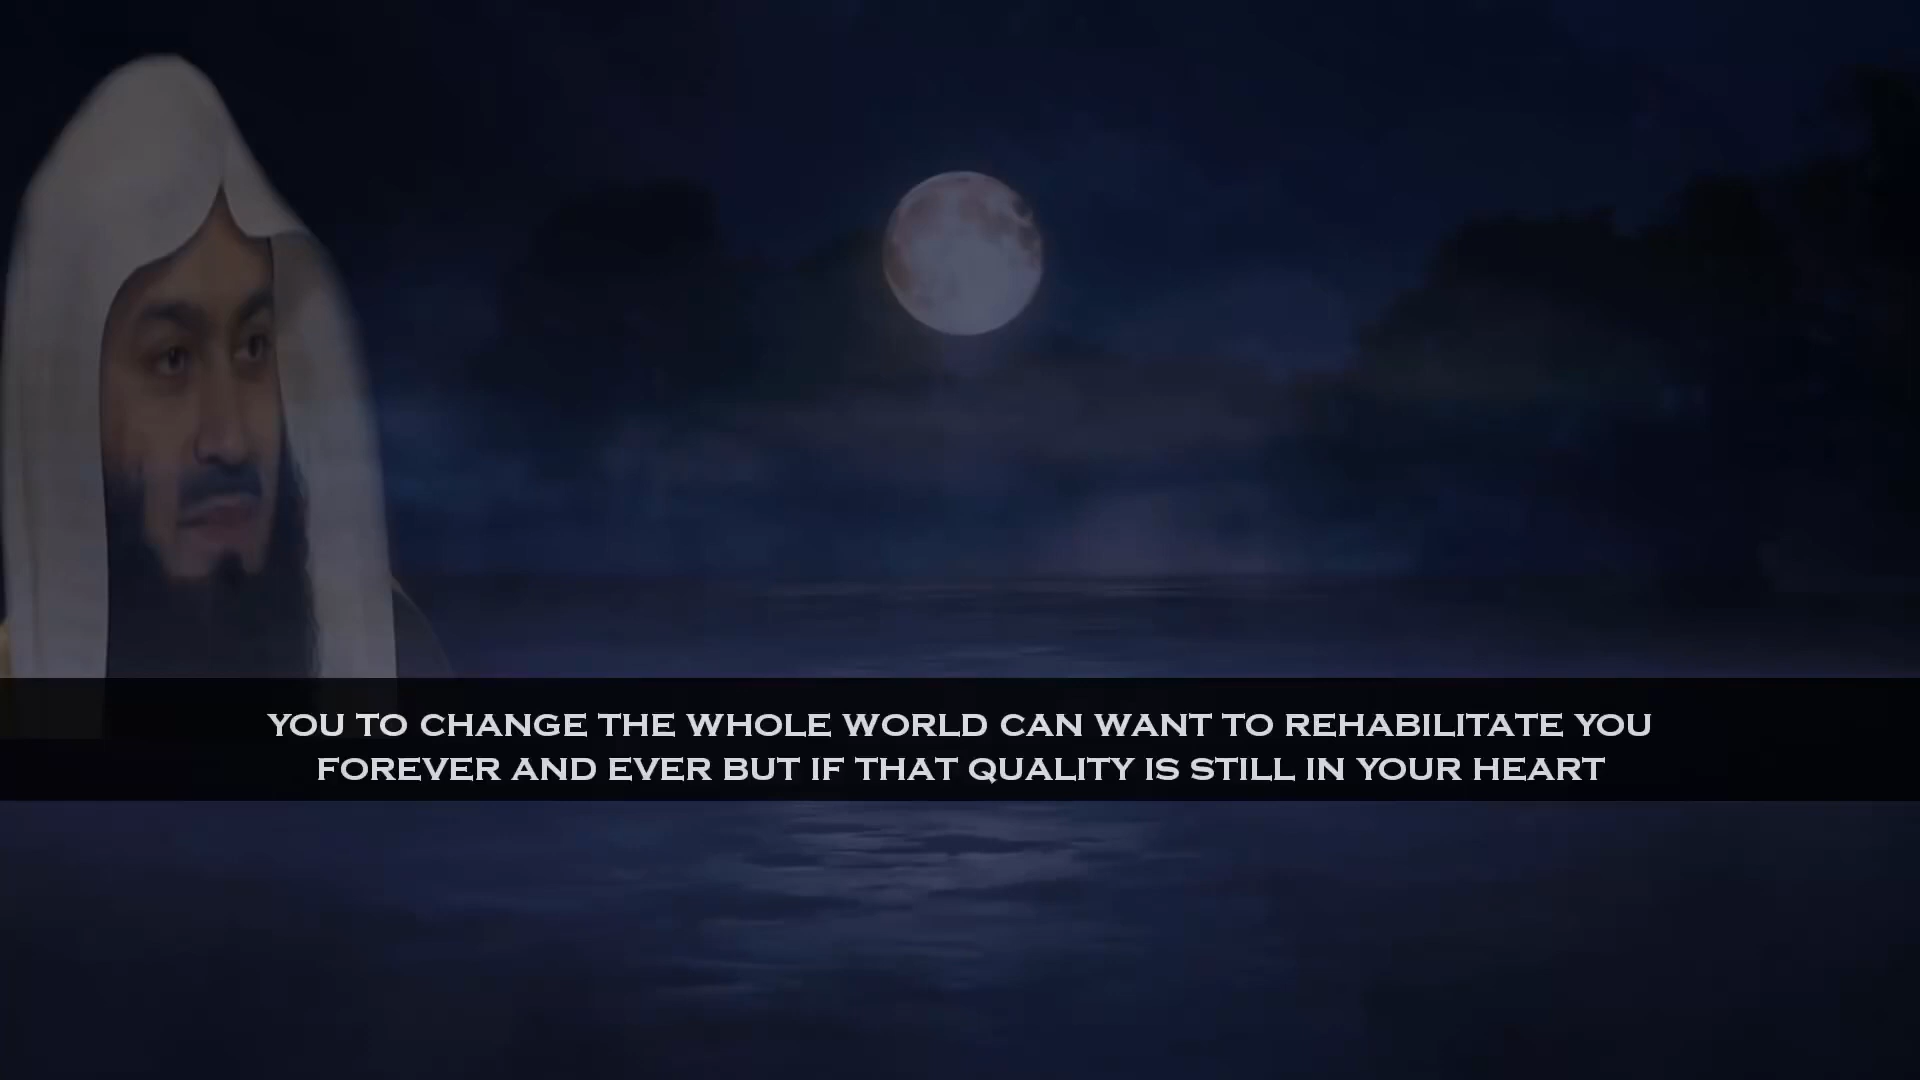 YOU TO CHANGE THE WHOLE WORLD CAN WANT TO REHABILITATE YOU
FOREVER AND EVER BUT IF THAT QUALITY IS STILL IN YOUR HEART